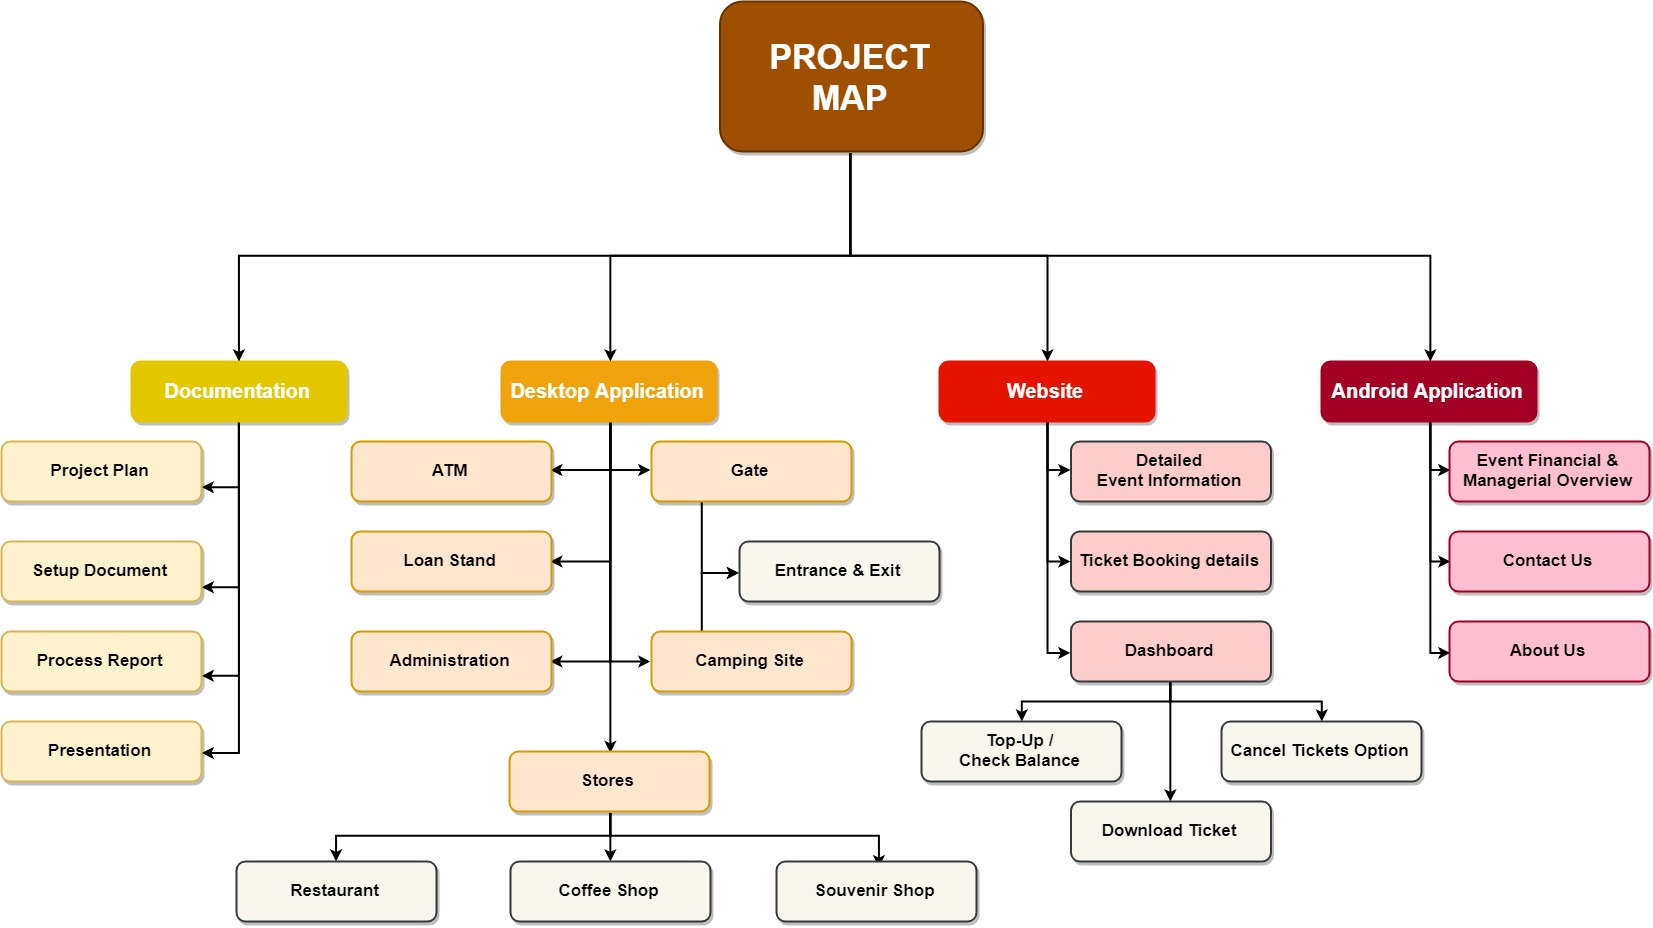 PROJECT
MAP
Documentation
Desktop Application
Website
Android Application
Project Plan
Setup Document
Process Report
Presentation
ATM
Gate
Loan Stand
Entrance & Exit
Administration
Camping Site
Stores
Restaurant
Coffee Shop
Souvenir Shop
Detailed
Event Information
Ticket Booking details
Dashboard
Top-Up /
Check Balance
Cancel Tickets Option
Download Ticket
Event Financial &
Managerial Overview
Contact Us
About Us